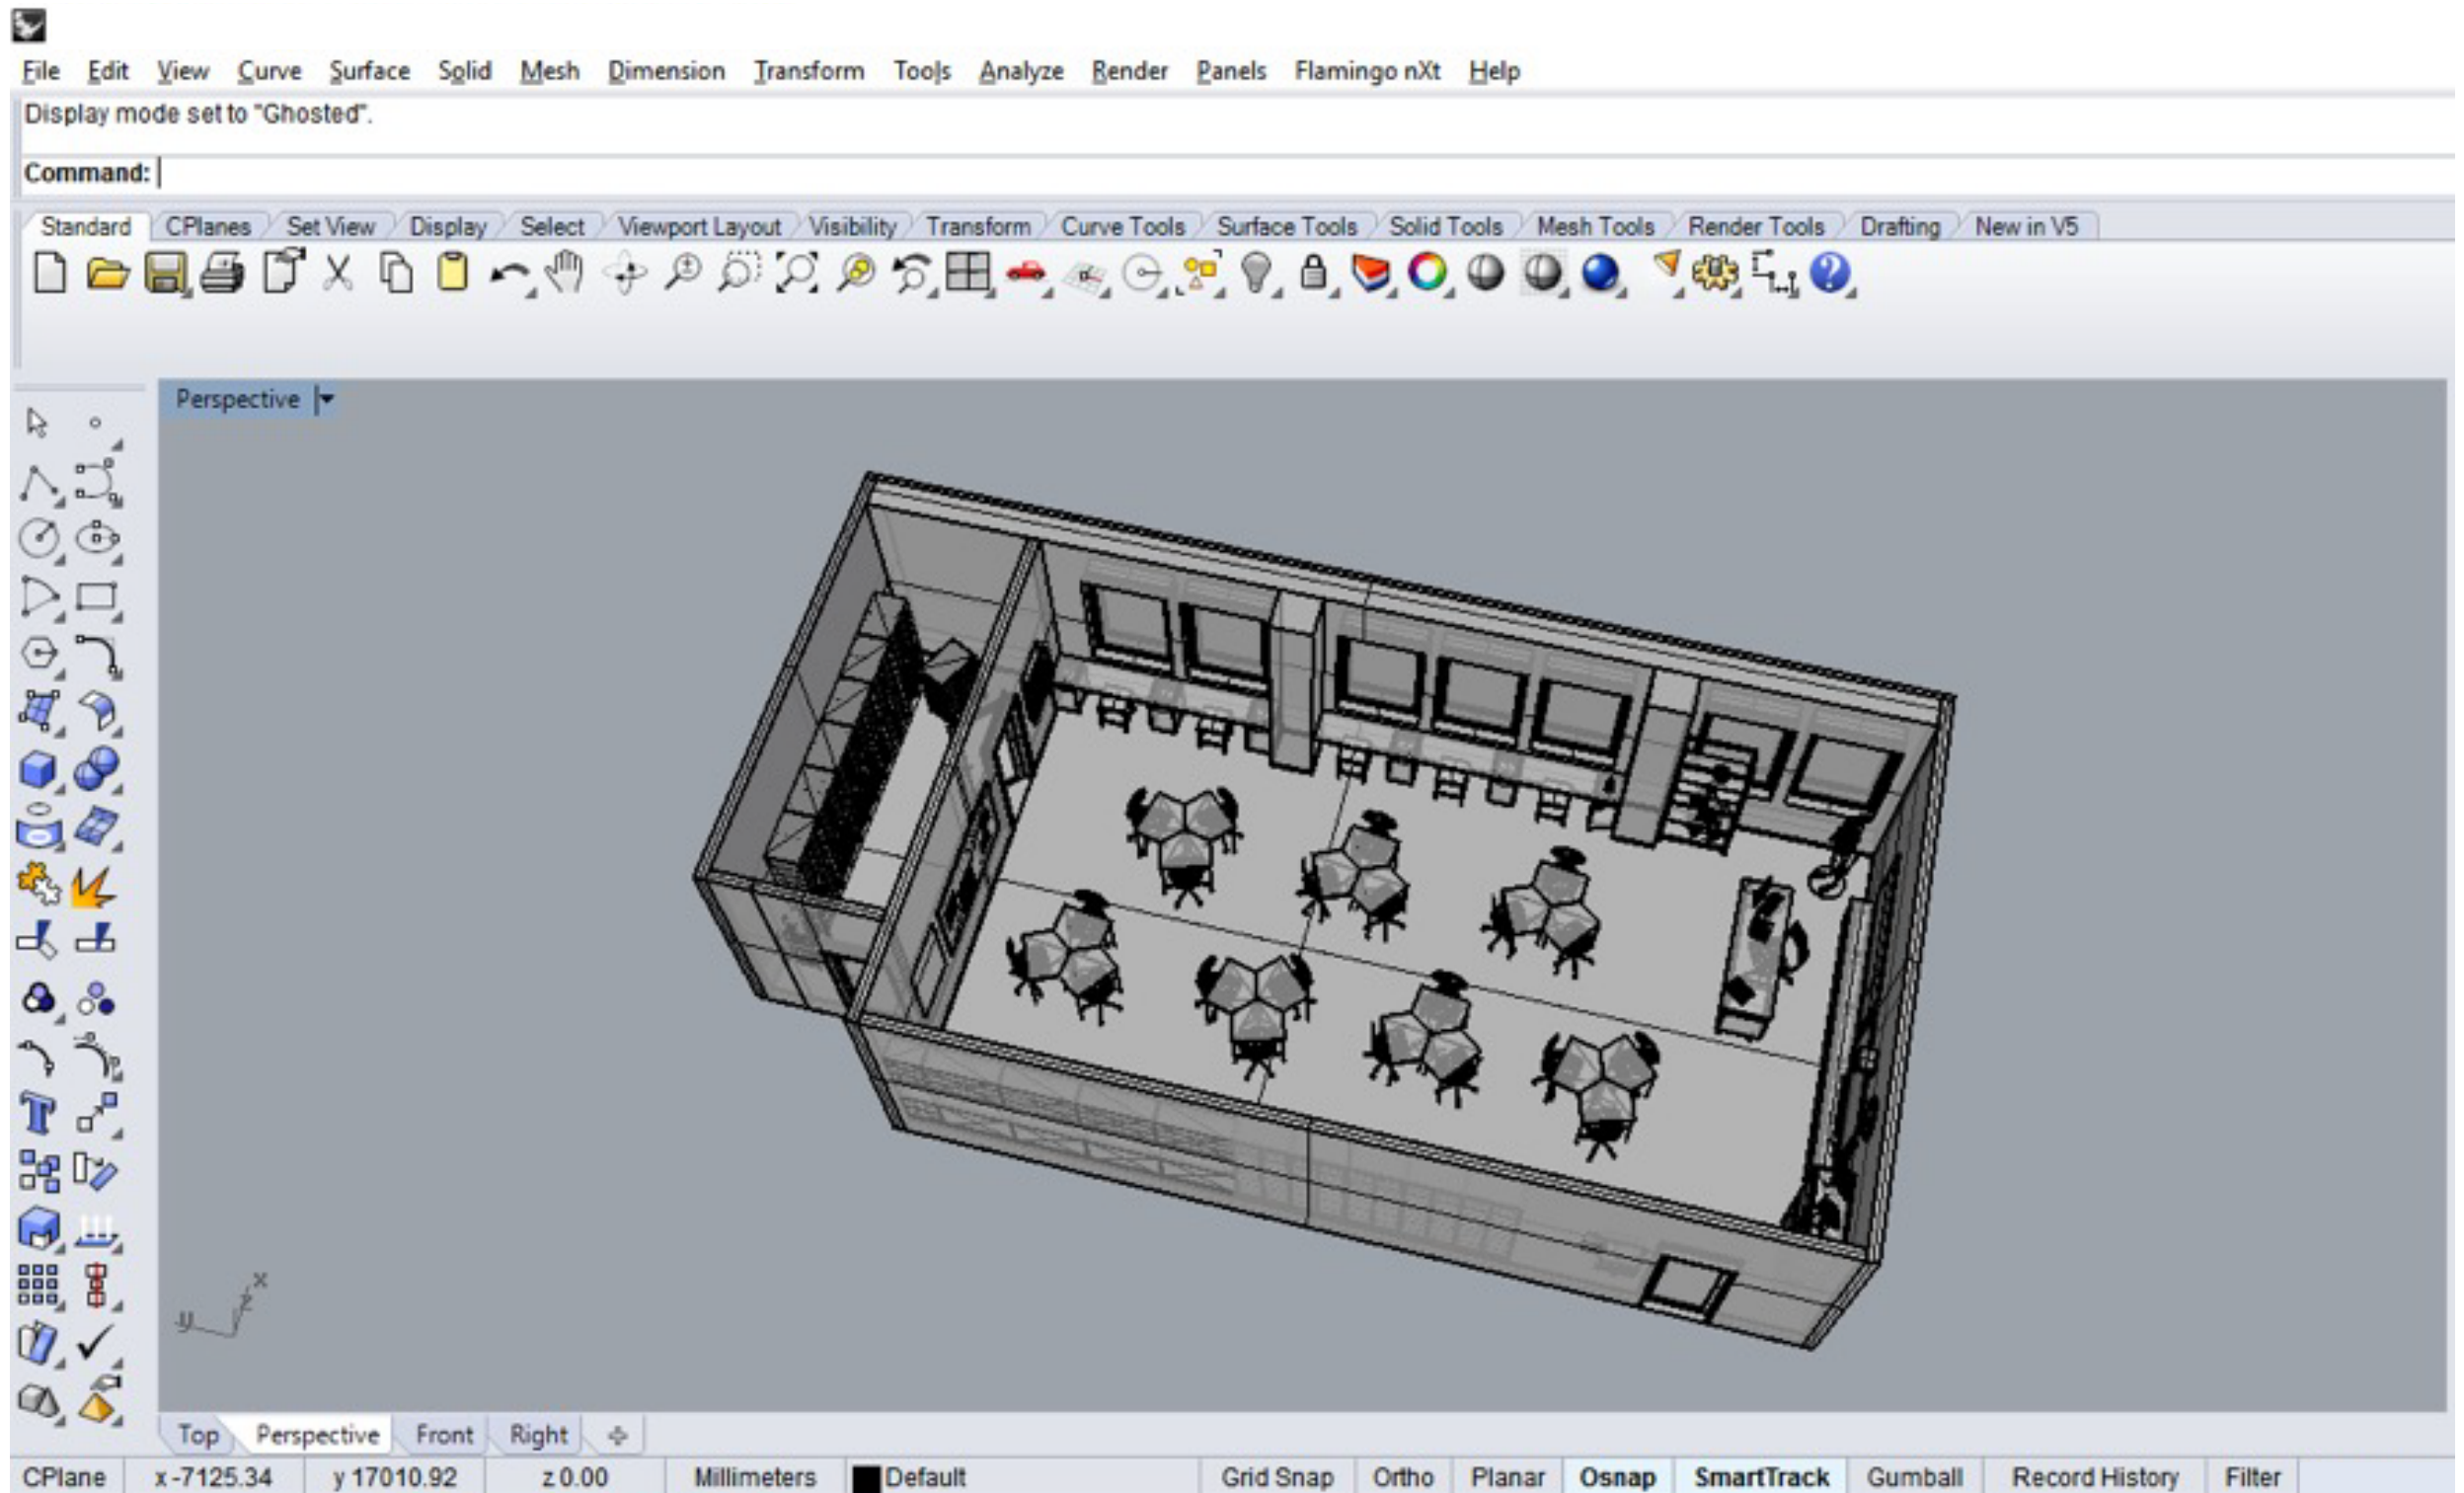 File Edit View Curve Surface Solid Mesh Dimension Transform Tools Analyze Render Panels Flamingo nXt Help
Display mode set to "Ghosted".
Command:
Standard CPlanes Set View Display Select Viewport Layout Visibility Transform Curve Tools Surface Tools Solid Tools Mesh Tools Render Tools Drafting New in V5
Perspective
x
z
y
Top Perspective Front Right
CPlane x -7125.34 y 17010.92 z 0.00 Millimeters Default Grid Snap Ortho Planar Osnap SmartTrack Gumball Record History Filter